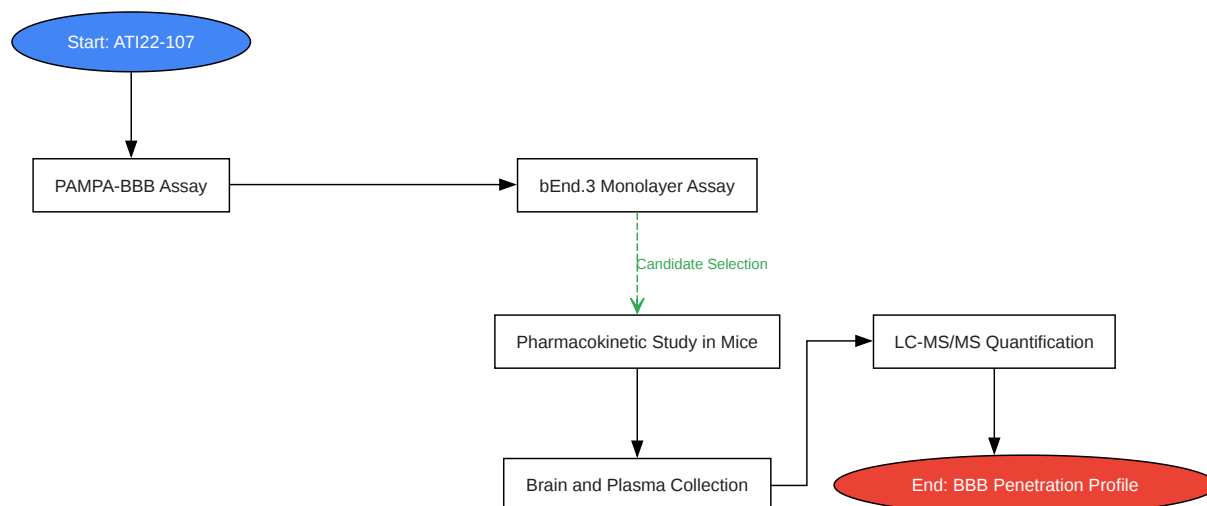 Start: ATI22-107
PAMPA-BBB Assay
bEnd.3 Monolayer Assay
Candidate Selection
Pharmacokinetic Study in Mice
LC-MS/MS Quantification
Brain and Plasma Collection
End: BBB Penetration Profile